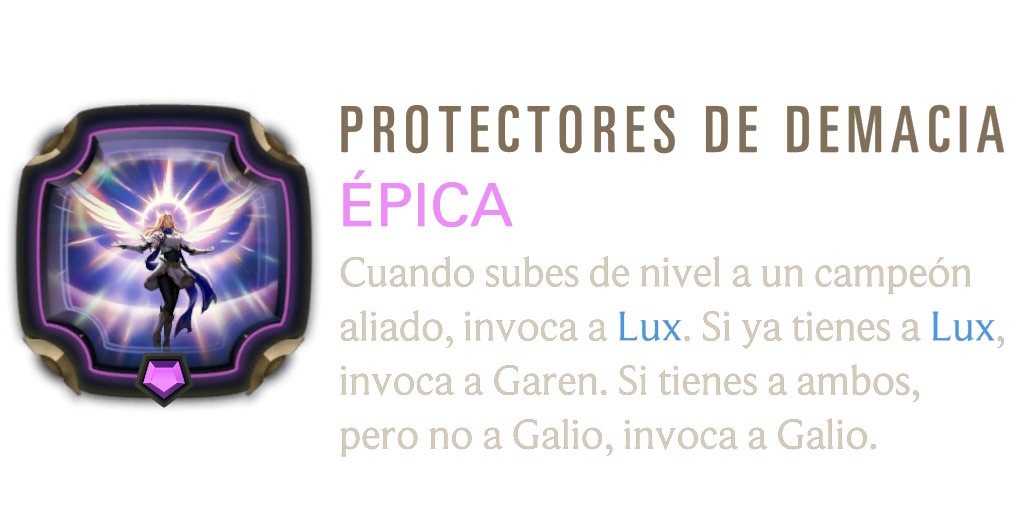 PROTECTORES DE DEMACIA
ÉPICA
Cuando subes de nivel a un campeón
aliado, invoca a Lux. Si ya tienes a Lux,
invoca a Garen. Si tienes a ambos,
pero no a Galio, invoca a Galio.